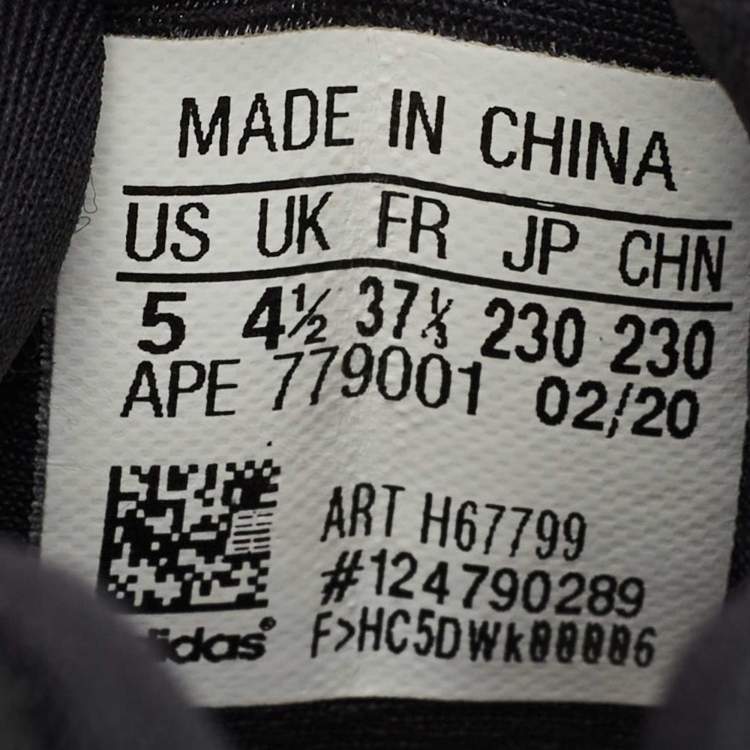 MADE IN CHINA
US UK FR JP CHN
5 4½ 37⅓ 230 230
APE 779001 02/20
ART H67799
#124790289
adidas®